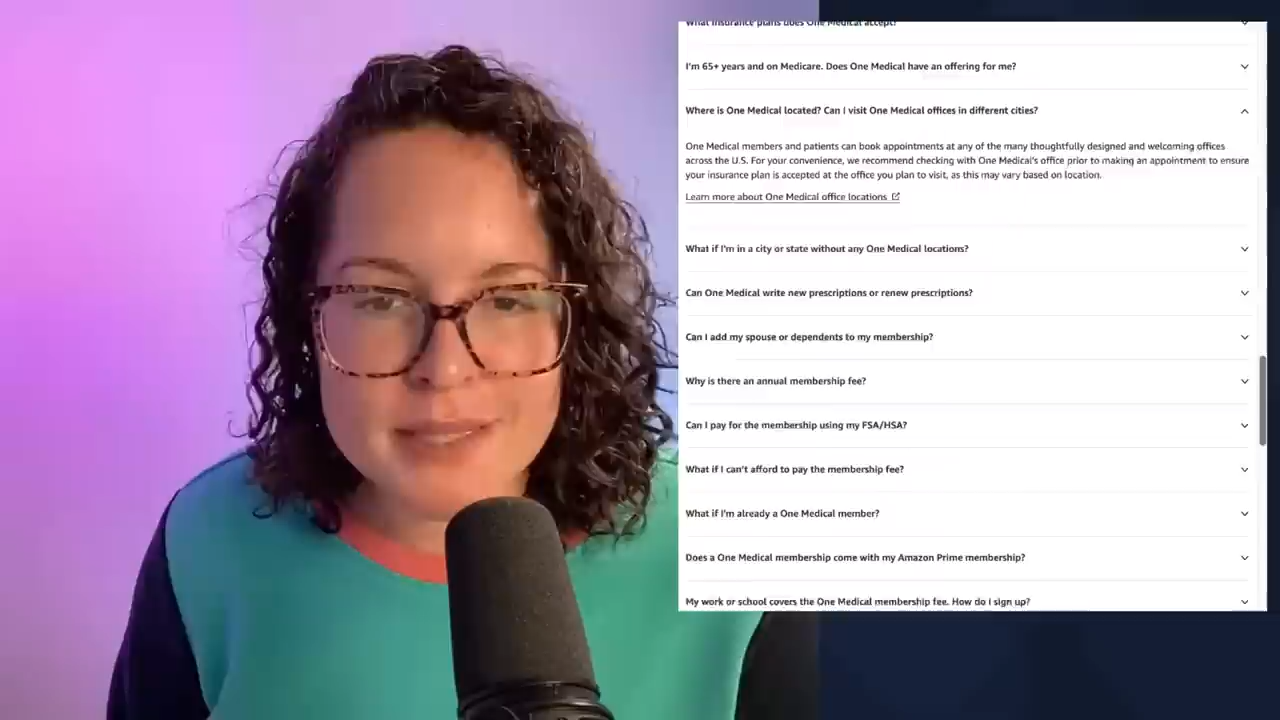 What insurance plans does One Medical accept?
I'm 65+ years and on Medicare. Does One Medical have an offering for me?
Where is One Medical located? Can I visit One Medical offices in different cities?
One Medical members and patients can book appointments at any of the many thoughtfully designed and welcoming offices
across the U.S. For your convenience, we recommend checking with One Medical's office prior to making an appointment to ensure
your insurance plan is accepted at the office you plan to visit, as this may vary based on location.
Learn more about One Medical office locations
What if I'm in a city or state without any One Medical locations?
Can One Medical write new prescriptions or renew prescriptions?
Can I add my spouse or dependents to my membership?
Why is there an annual membership fee?
Can I pay for the membership using my FSA/HSA?
What if I can't afford to pay the membership fee?
What if I'm already a One Medical member?
Does a One Medical membership come with my Amazon Prime membership?
My work or school covers the One Medical membership fee. How do I sign up?